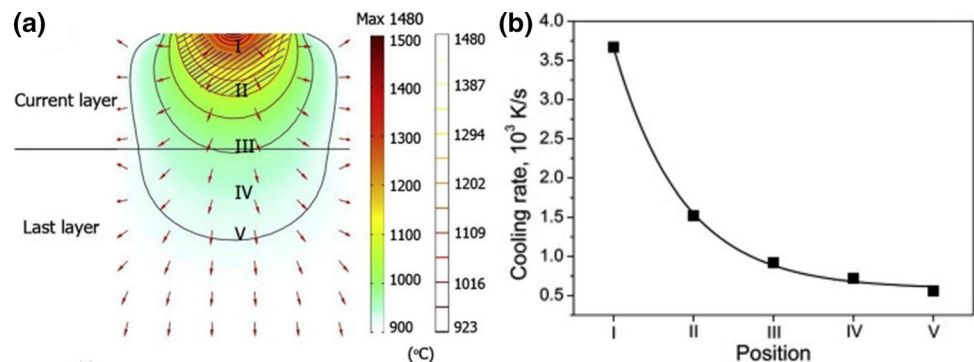 (a)
Max 1480
1500
1400
1300
1200
1100
1000
900
1480
1387
1294
1202
1109
1016
923
(°C)
Current layer
Last layer
I
II
III
IV
V
(b)
Cooling rate, 10³ K/s
4.0
3.5
3.0
2.5
2.0
1.5
1.0
0.5
I II III IV V
Position